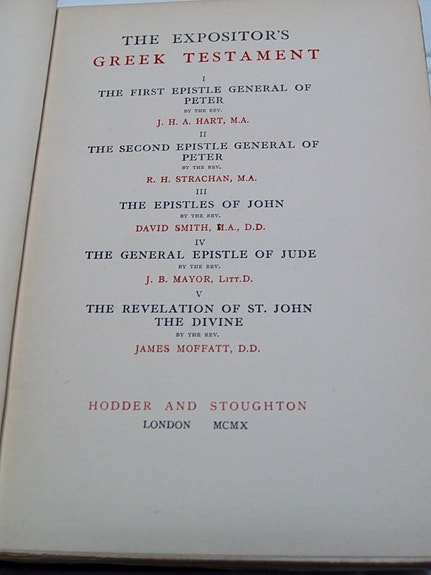 THE EXPOSITOR'S
GREEK TESTAMENT
I
THE FIRST EPISTLE GENERAL OF
PETER
BY THE REV.
J. H. A. HART, M.A.
II
THE SECOND EPISTLE GENERAL OF
PETER
BY THE REV.
R. H. STRACHAN, M.A.
III
THE EPISTLES OF JOHN
BY THE REV.
DAVID SMITH, M.A., D.D.
IV
THE GENERAL EPISTLE OF JUDE
BY THE REV.
J. B. MAYOR, LITT.D.
V
THE REVELATION OF ST. JOHN
THE DIVINE
BY THE REV.
JAMES MOFFATT, D.D.
HODDER AND STOUGHTON
LONDON MCMX